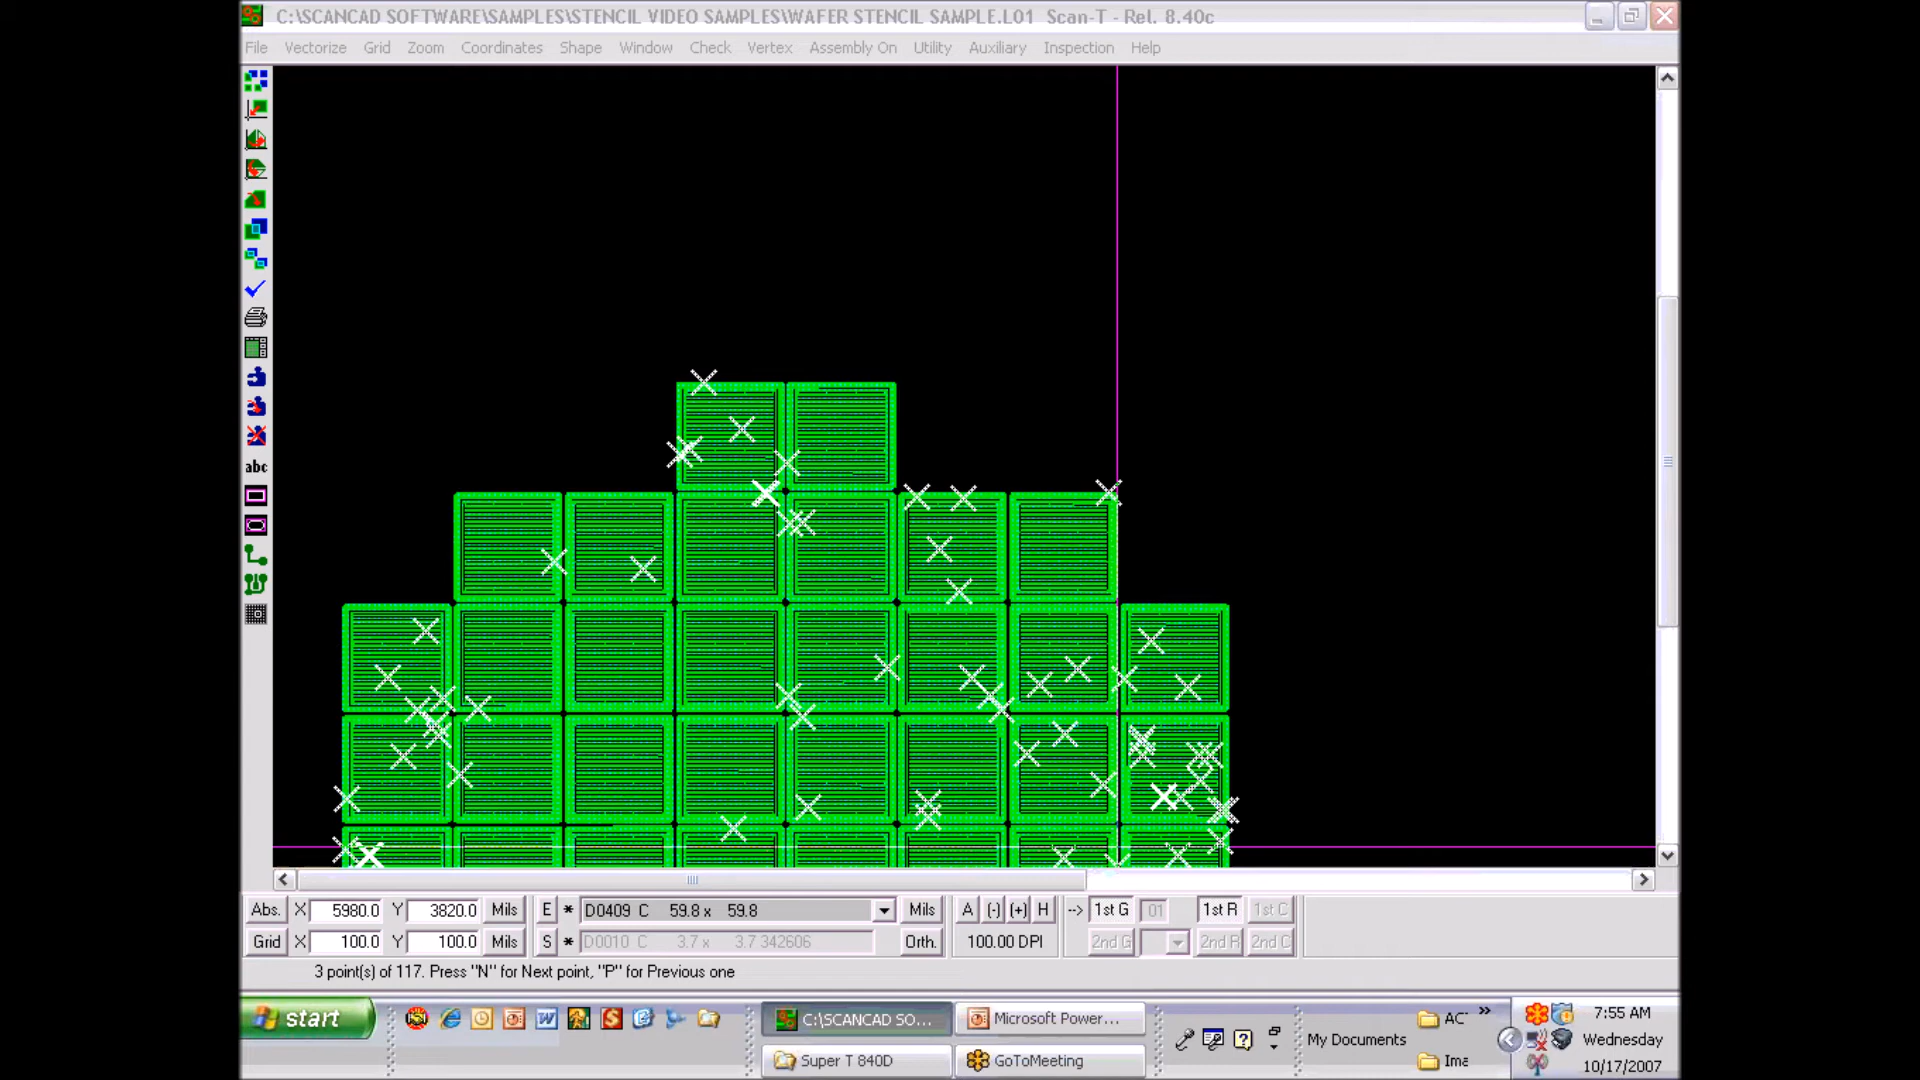 C:\SCANCAD SOFTWARE\SAMPLES\STENCIL VIDEO SAMPLES\WAFER STENCIL SAMPLE.L01 Scan-T - Rel. 8.40c
File Vectorize Grid Zoom Coordinates Shape Window Check Vertex Assembly On Utility Auxiliary Inspection Help
abc
Abs. X 5980.0 Y 3820.0 Mils E * D0409 C 59.8 x 59.8 Mils A (-) (+) H --> 1st G 01 1st R 1st C
Grid X 100.0 Y 100.0 Mils S * D0010 C 3.7 x 3.7 342606 Orth. 100.00 DPI 2nd G 2nd R 2nd C
3 point(s) of 117. Press "N" for Next point, "P" for Previous one
start C:\SCANCAD SO... Microsoft Power... AC » 7:55 AM
My Documents Wednesday
Super T 840D GoToMeeting Ima 10/17/2007